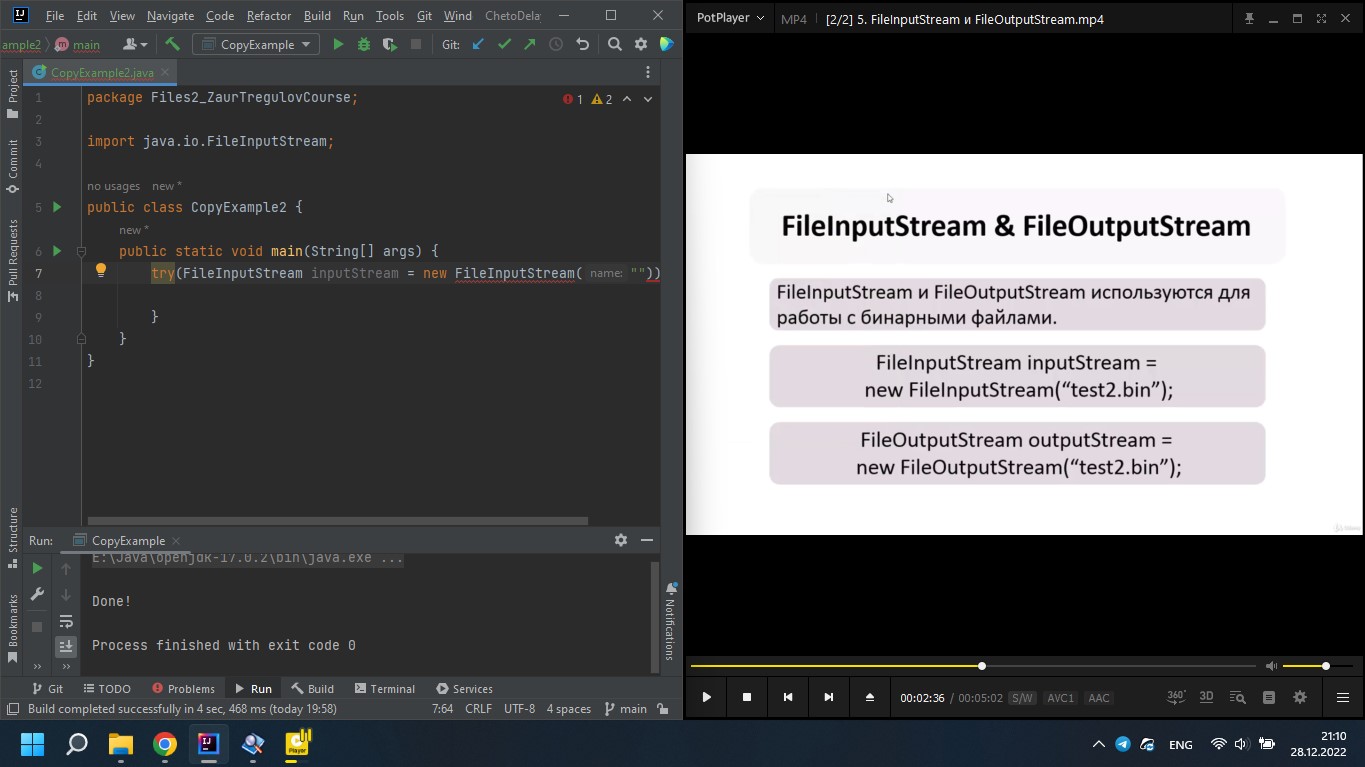 File Edit View Navigate Code Refactor Build Run Tools Git Wind ChetoDela
ample2 main CopyExample Git:
CopyExample2.java
Project
Commit
Pull Requests
Structure
Bookmarks
Notifications
1 package Files2_ZaurTregulovCourse; 1 2
2
3 import java.io.FileInputStream;
4
no usages new *
5 public class CopyExample2 {
new *
6 public static void main(String[] args) {
7 try(FileInputStream inputStream = new FileInputStream( name: ""))
8
9 }
10 }
11 }
12
Run: CopyExample
E:\Java\openjdk-17.0.2\bin\java.exe ...
Done!
Process finished with exit code 0
Git TODO Problems Run Build Terminal Services
Build completed successfully in 4 sec, 468 ms (today 19:58) 7:64 CRLF UTF-8 4 spaces main
PotPlayer MP4 [2/2] 5. FileInputStream и FileOutputStream.mp4
FileInputStream & FileOutputStream
FileInputStream и FileOutputStream используются для
работы с бинарными файлами.
FileInputStream inputStream =
new FileInputStream(“test2.bin”);
FileOutputStream outputStream =
new FileOutputStream(“test2.bin”);
00:02:36 / 00:05:02 S/W AVC1 AAC 360° 3D
Player
ENG
21:10
28.12.2022